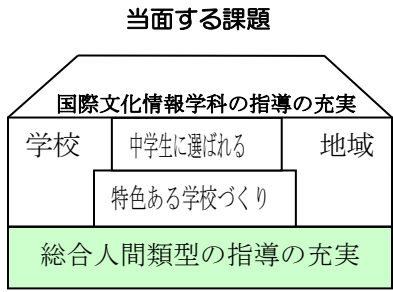 当面する課題
国際文化情報学科の指導の充実
学校
中学生に選ばれる
地域
特色ある学校づくり
総合人間類型の指導の充実